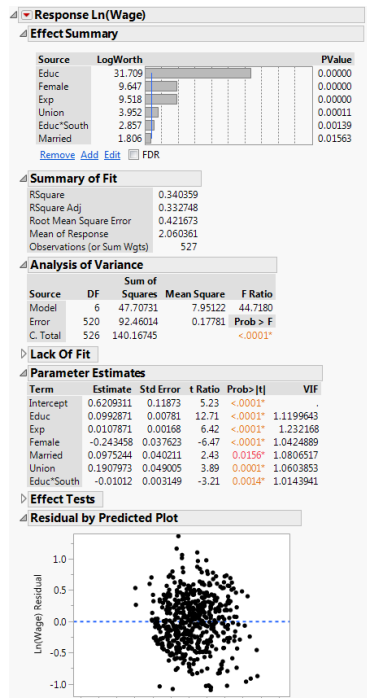 Response Ln(Wage)
Effect Summary
Source LogWorth PValue
Educ 31.709 0.00000
Female 9.647 0.00000
Exp 9.518 0.00000
Union 3.952 0.00011
Educ*South 2.857 0.00139
Married 1.806 0.01563
Remove Add Edit FDR
Summary of Fit
RSquare 0.340359
RSquare Adj 0.332748
Root Mean Square Error 0.421673
Mean of Response 2.060361
Observations (or Sum Wgts) 527
Analysis of Variance
Sum of
Source DF Squares Mean Square F Ratio
Model 6 47.70731 7.95122 44.7180
Error 520 92.46014 0.17781 Prob > F
C. Total 526 140.16745 <.0001*
Lack Of Fit
Parameter Estimates
Term Estimate Std Error t Ratio Prob>|t| VIF
Intercept 0.6209311 0.11873 5.23 <.0001* .
Educ 0.0992871 0.00781 12.71 <.0001* 1.1199643
Exp 0.0107871 0.00168 6.42 <.0001* 1.232168
Female -0.243458 0.037623 -6.47 <.0001* 1.0424889
Married 0.0975244 0.040211 2.43 0.0156* 1.0806517
Union 0.1907973 0.049005 3.89 0.0001* 1.0603853
Educ*South -0.01012 0.003149 -3.21 0.0014* 1.0143941
Effect Tests
Residual by Predicted Plot
Ln(Wage) Residual
1.0
0.5
0.0
-0.5
-1.0